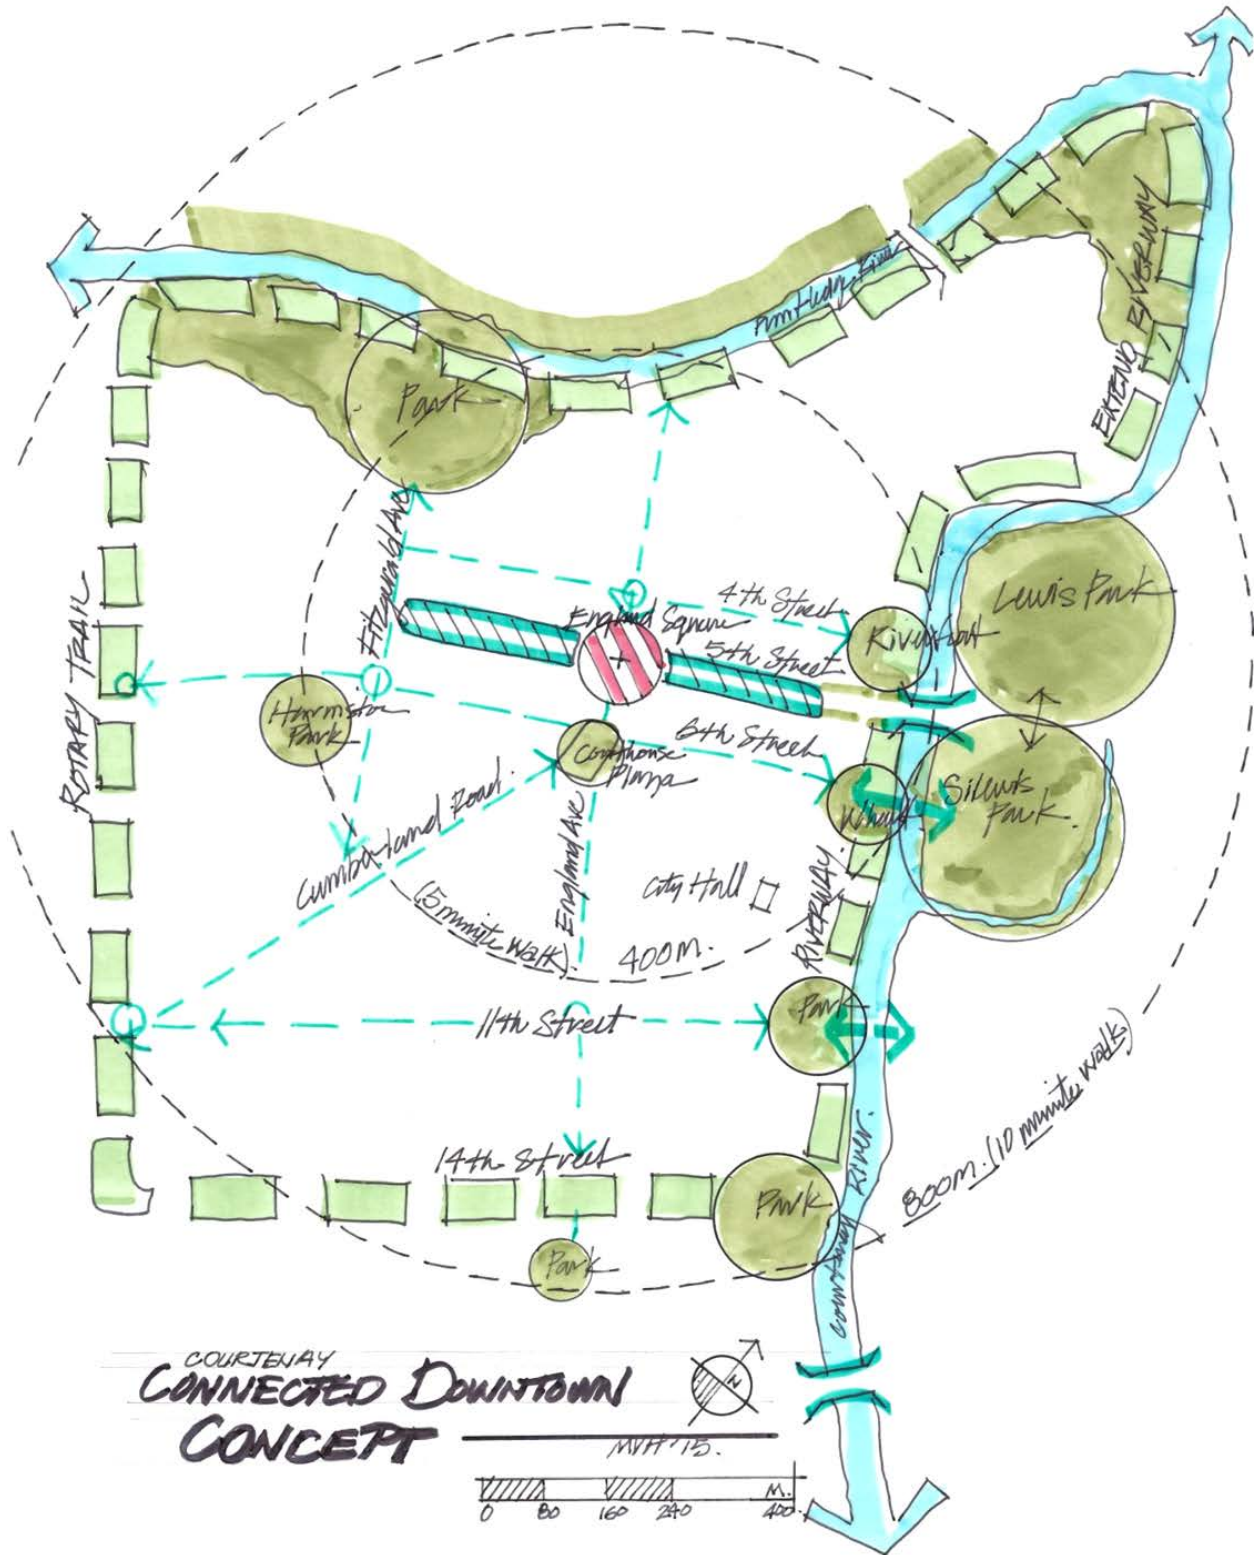 Puntledge River
EXTEND RIVERWAY
Park
Lewis Park
Fitzgerald Ave
4th Street
England Square
Riverfront
5th Street
ROTARY TRAIL
Harmston
Park
6th Street
Courthouse
Plaza
Wharf
Cumberland Road.
England Ave
City Hall
RIVERWAY.
(5 minute walk).
400M.
Park
11th Street
800m. (10 minute walk)
14th Street
Park
Park
Courtenay River.
COURTENAY
CONNECTED DOWNTOWN
CONCEPT
N
MVH '15.
M.
0 80 160 240 400